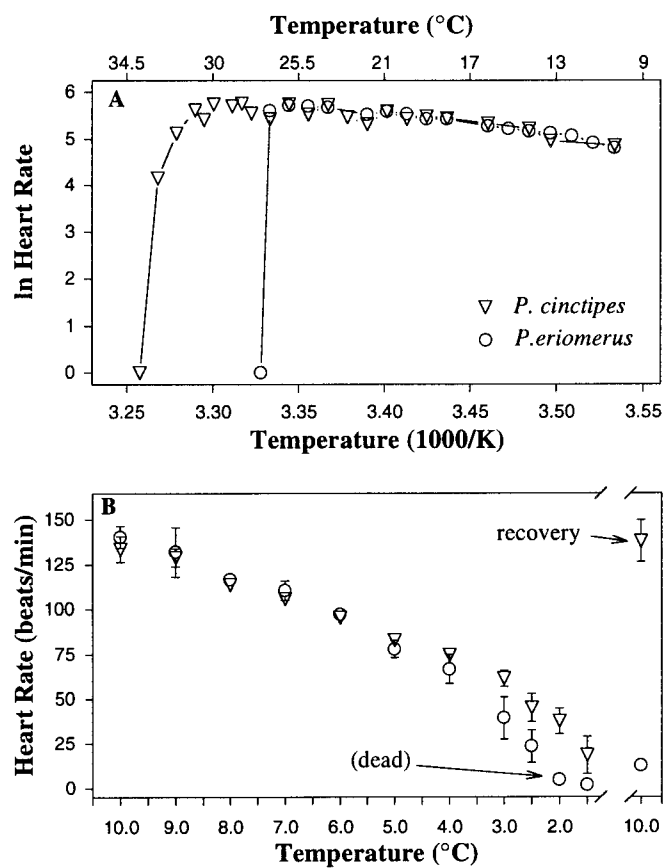 Temperature (°C)
34.5 30 25.5 21 17 13 9
A
ln Heart Rate
6
5
4
3
2
1
0
P. cinctipes
P.eriomerus
3.25 3.30 3.35 3.40 3.45 3.50 3.55
Temperature (1000/K)
B
Heart Rate (beats/min)
150
125
100
75
50
25
0
recovery
(dead)
10.0 9.0 8.0 7.0 6.0 5.0 4.0 3.0 2.0 10.0
Temperature (°C)